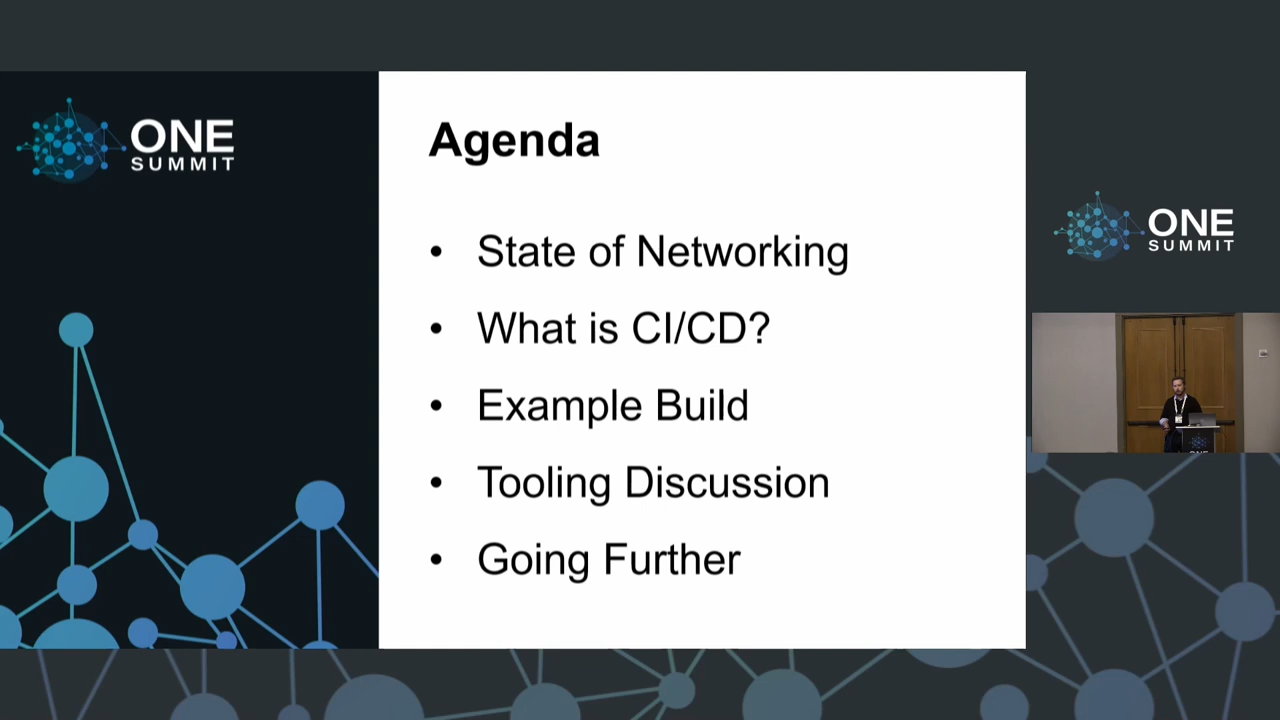 ONE
SUMMIT
Agenda
• State of Networking
• What is CI/CD?
• Example Build
• Tooling Discussion
• Going Further
ONE
SUMMIT